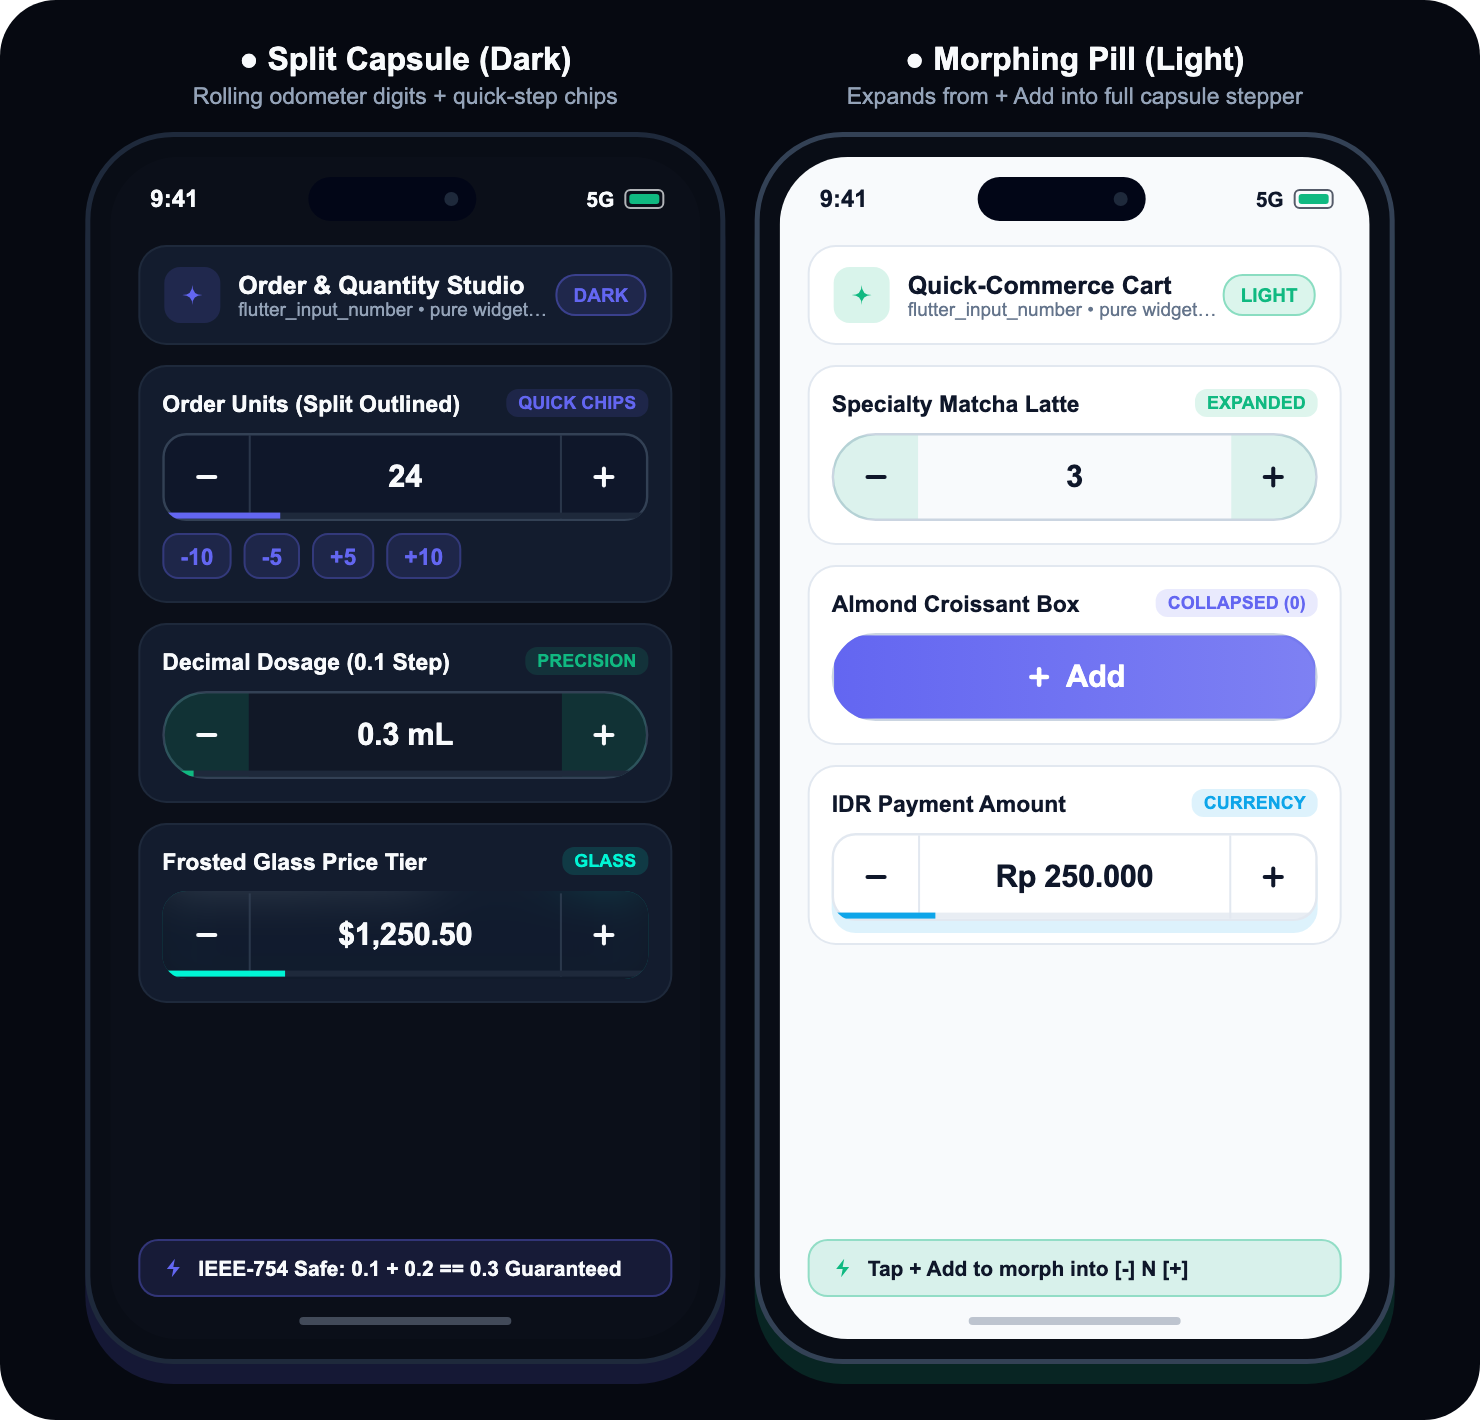 ● Split Capsule (Dark)
Rolling odometer digits + quick-step chips
9:41
5G
Order & Quantity Studio
flutter_input_number • pure widget...
DARK
Order Units (Split Outlined)
QUICK CHIPS
− 24 +
-10 -5 +5 +10
Decimal Dosage (0.1 Step)
PRECISION
− 0.3 mL +
Frosted Glass Price Tier
GLASS
− $1,250.50 +
IEEE-754 Safe: 0.1 + 0.2 == 0.3 Guaranteed
● Morphing Pill (Light)
Expands from + Add into full capsule stepper
9:41
5G
Quick-Commerce Cart
flutter_input_number • pure widget...
LIGHT
Specialty Matcha Latte
EXPANDED
− 3 +
Almond Croissant Box
COLLAPSED (0)
+ Add
IDR Payment Amount
CURRENCY
− Rp 250.000 +
Tap + Add to morph into [-] N [+]